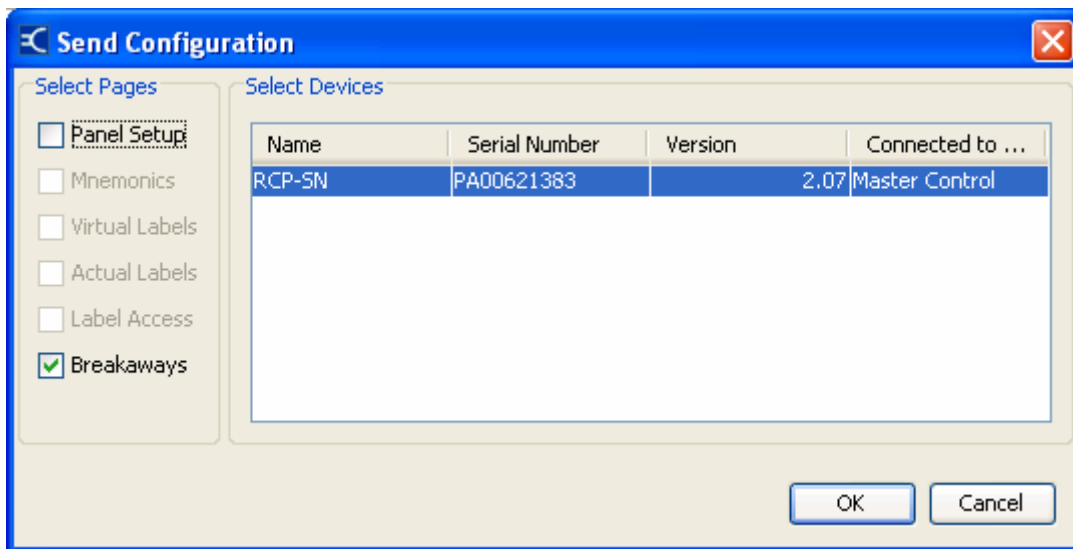 Send Configuration
Select Pages
Panel Setup
Mnemonics
Virtual Labels
Actual Labels
Label Access
Breakaways
Select Devices
Name Serial Number Version Connected to ...
RCP-SN PA00621383 2.07 Master Control
OK Cancel